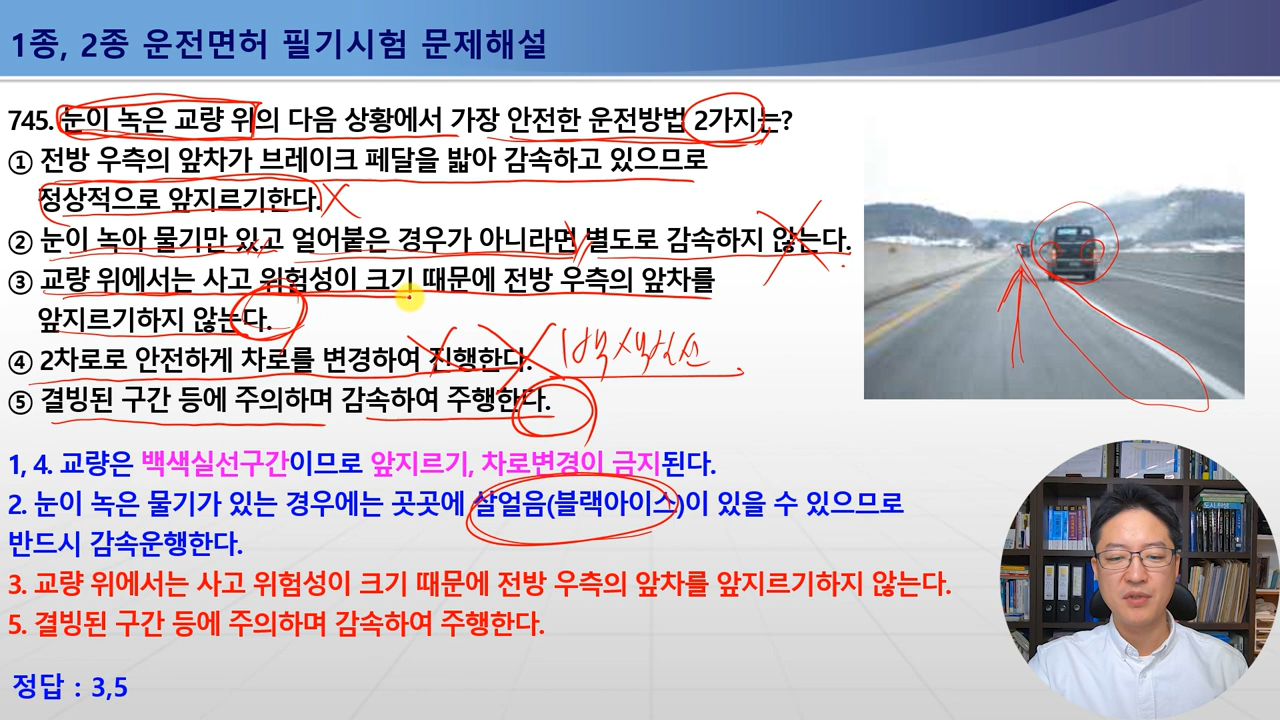 1종, 2종 운전면허 필기시험 문제해설
745. 눈이 녹은 교량 위의 다음 상황에서 가장 안전한 운전방법 2가지는?
① 전방 우측의 앞차가 브레이크 페달을 밟아 감속하고 있으므로
정상적으로 앞지르기한다.
② 눈이 녹아 물기만 있고 얼어붙은 경우가 아니라면 별도로 감속하지 않는다.
③ 교량 위에서는 사고 위험성이 크기 때문에 전방 우측의 앞차를
앞지르기하지 않는다.
④ 2차로로 안전하게 차로를 변경하여 진행한다.
백색실선
⑤ 결빙된 구간 등에 주의하며 감속하여 주행한다.
1, 4. 교량은 백색실선구간이므로 앞지르기, 차로변경이 금지된다.
2. 눈이 녹은 물기가 있는 경우에는 곳곳에 살얼음(블랙아이스)이 있을 수 있으므로
반드시 감속운행한다.
3. 교량 위에서는 사고 위험성이 크기 때문에 전방 우측의 앞차를 앞지르기하지 않는다.
5. 결빙된 구간 등에 주의하며 감속하여 주행한다.
정답 : 3,5